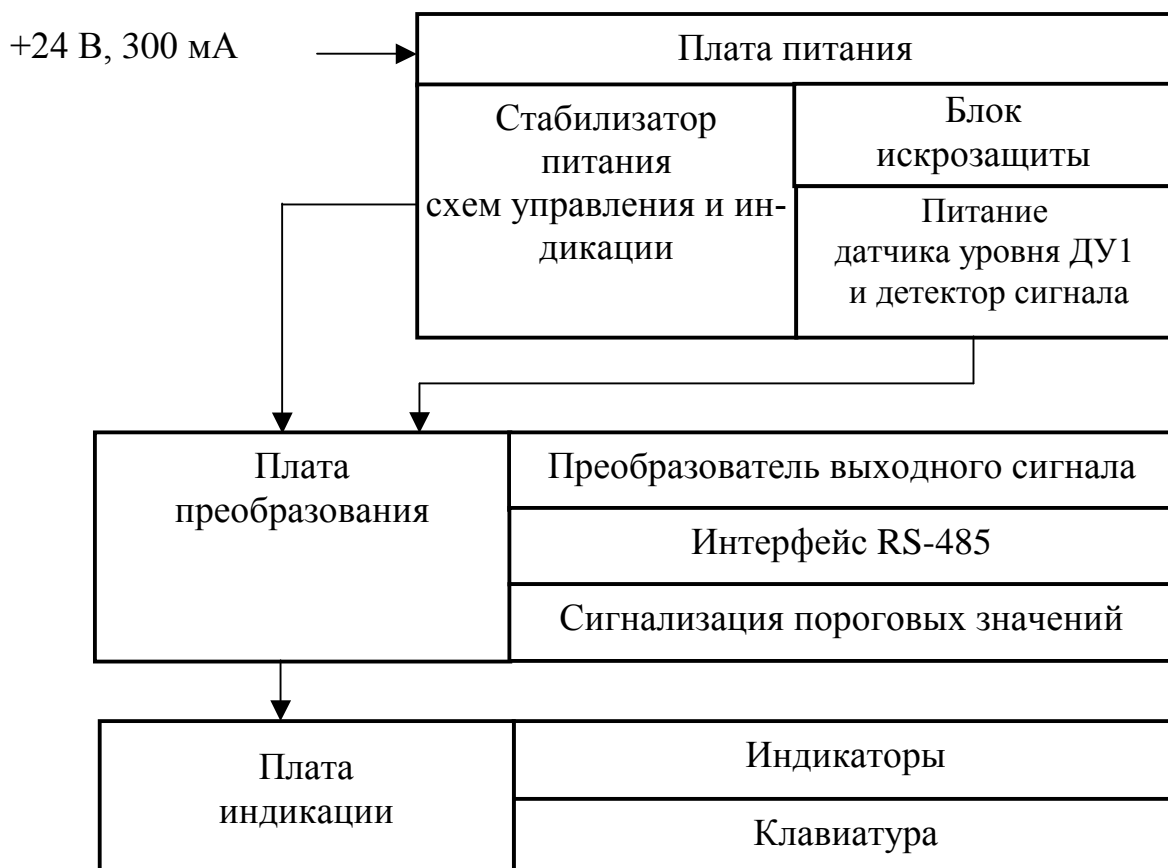 +24 В, 300 мА
Плата питания
Стабилизатор
питания
схем управления и ин-
дикации
Блок
искрозащиты
Питание
датчика уровня ДУ1
и детектор сигнала
Плата
преобразования
Преобразователь выходного сигнала
Интерфейс RS-485
Сигнализация пороговых значений
Плата
индикации
Индикаторы
Клавиатура